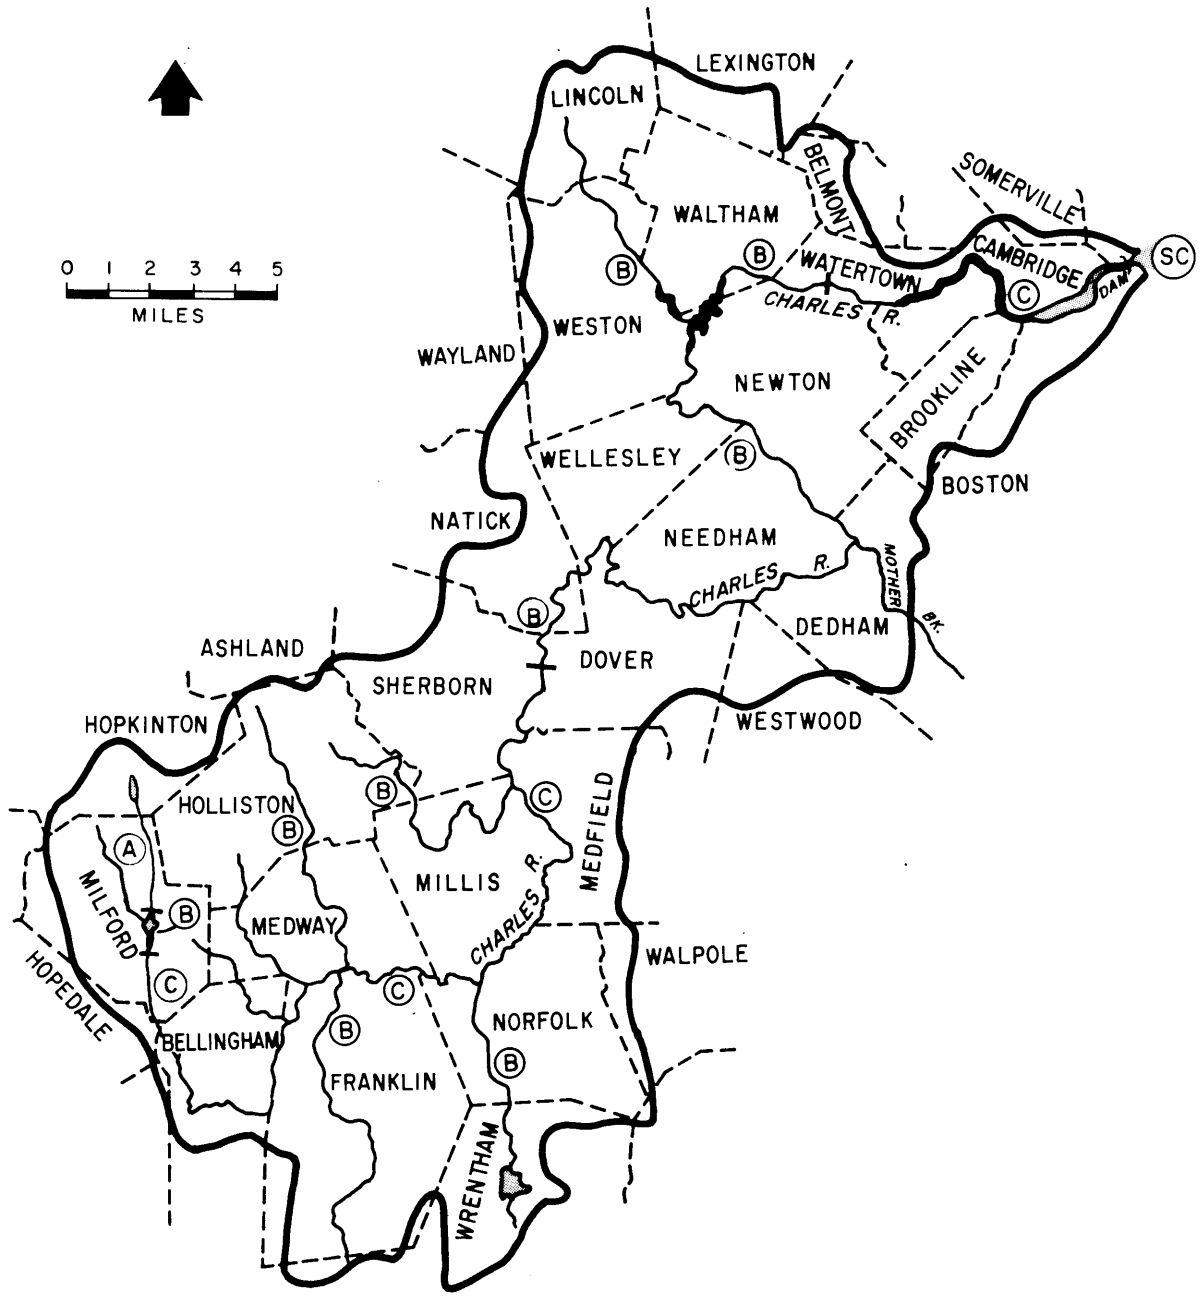 LEXINGTON
LINCOLN
BELMONT
SOMERVILLE
WALTHAM
B
B
WATERTOWN
CAMBRIDGE
SC
DAM
C
0 1 2 3 4 5
MILES
CHARLES R.
WESTON
WAYLAND
NEWTON
BROOKLINE
WELLESLEY
B
BOSTON
NATICK
NEEDHAM
CHARLES R.
MOTHER BK.
B
DEDHAM
ASHLAND
DOVER
SHERBORN
HOPKINTON
WESTWOOD
HOLLISTON
B
B
C
MEDFIELD
A
MILFORD
B
MILLIS
CHARLES R.
MEDWAY
HOPEDALE
C
C
WALPOLE
BELLINGHAM
B
NORFOLK
B
FRANKLIN
WRENTHAM